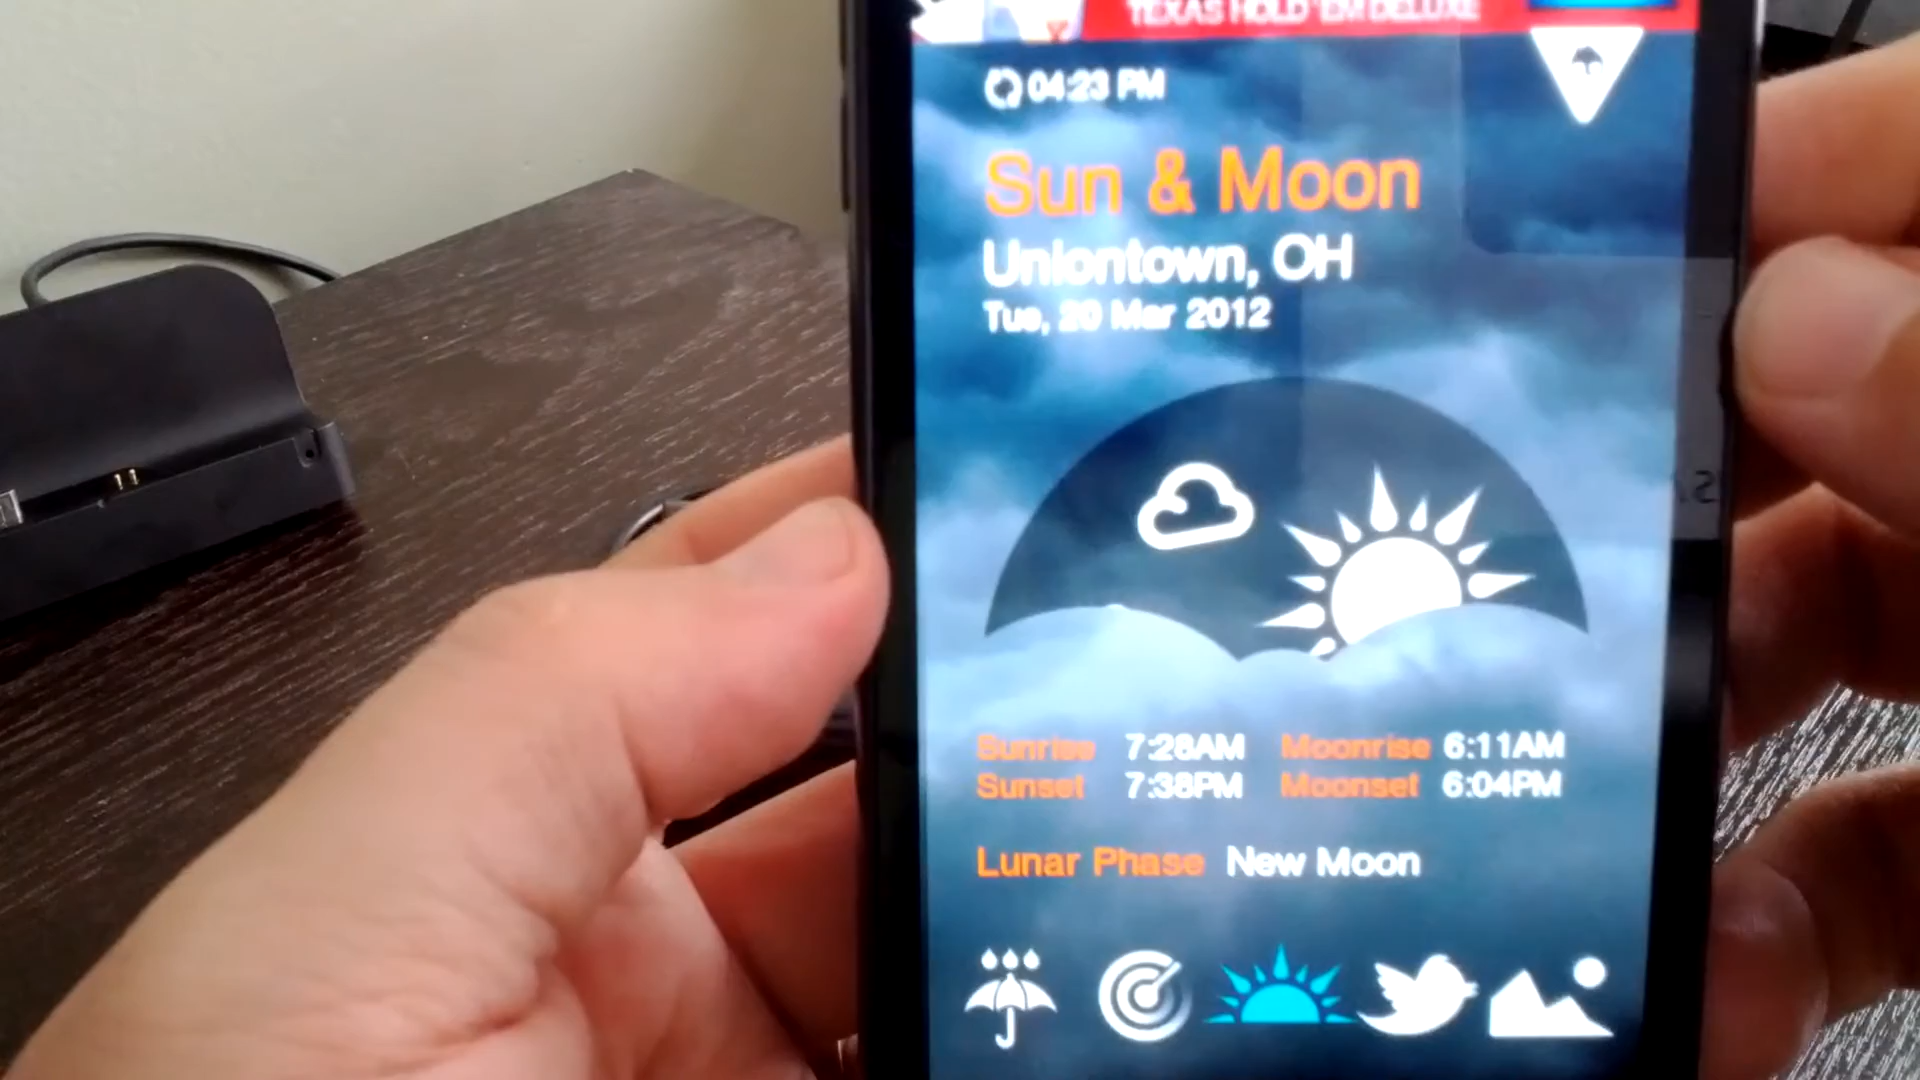 TEXAS HOLD 'EM DELUXE
04:23 PM
Sun & Moon
Uniontown, OH
Tue, 20 Mar 2012
Sunrise 7:28AM Moonrise 6:11AM
Sunset 7:38PM Moonset 6:04PM
Lunar Phase New Moon